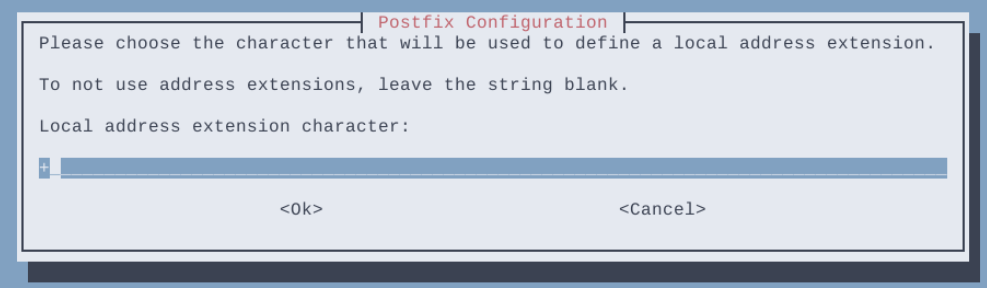 Postfix Configuration
Please choose the character that will be used to define a local address extension.
To not use address extensions, leave the string blank.
Local address extension character:
+
<Ok> <Cancel>